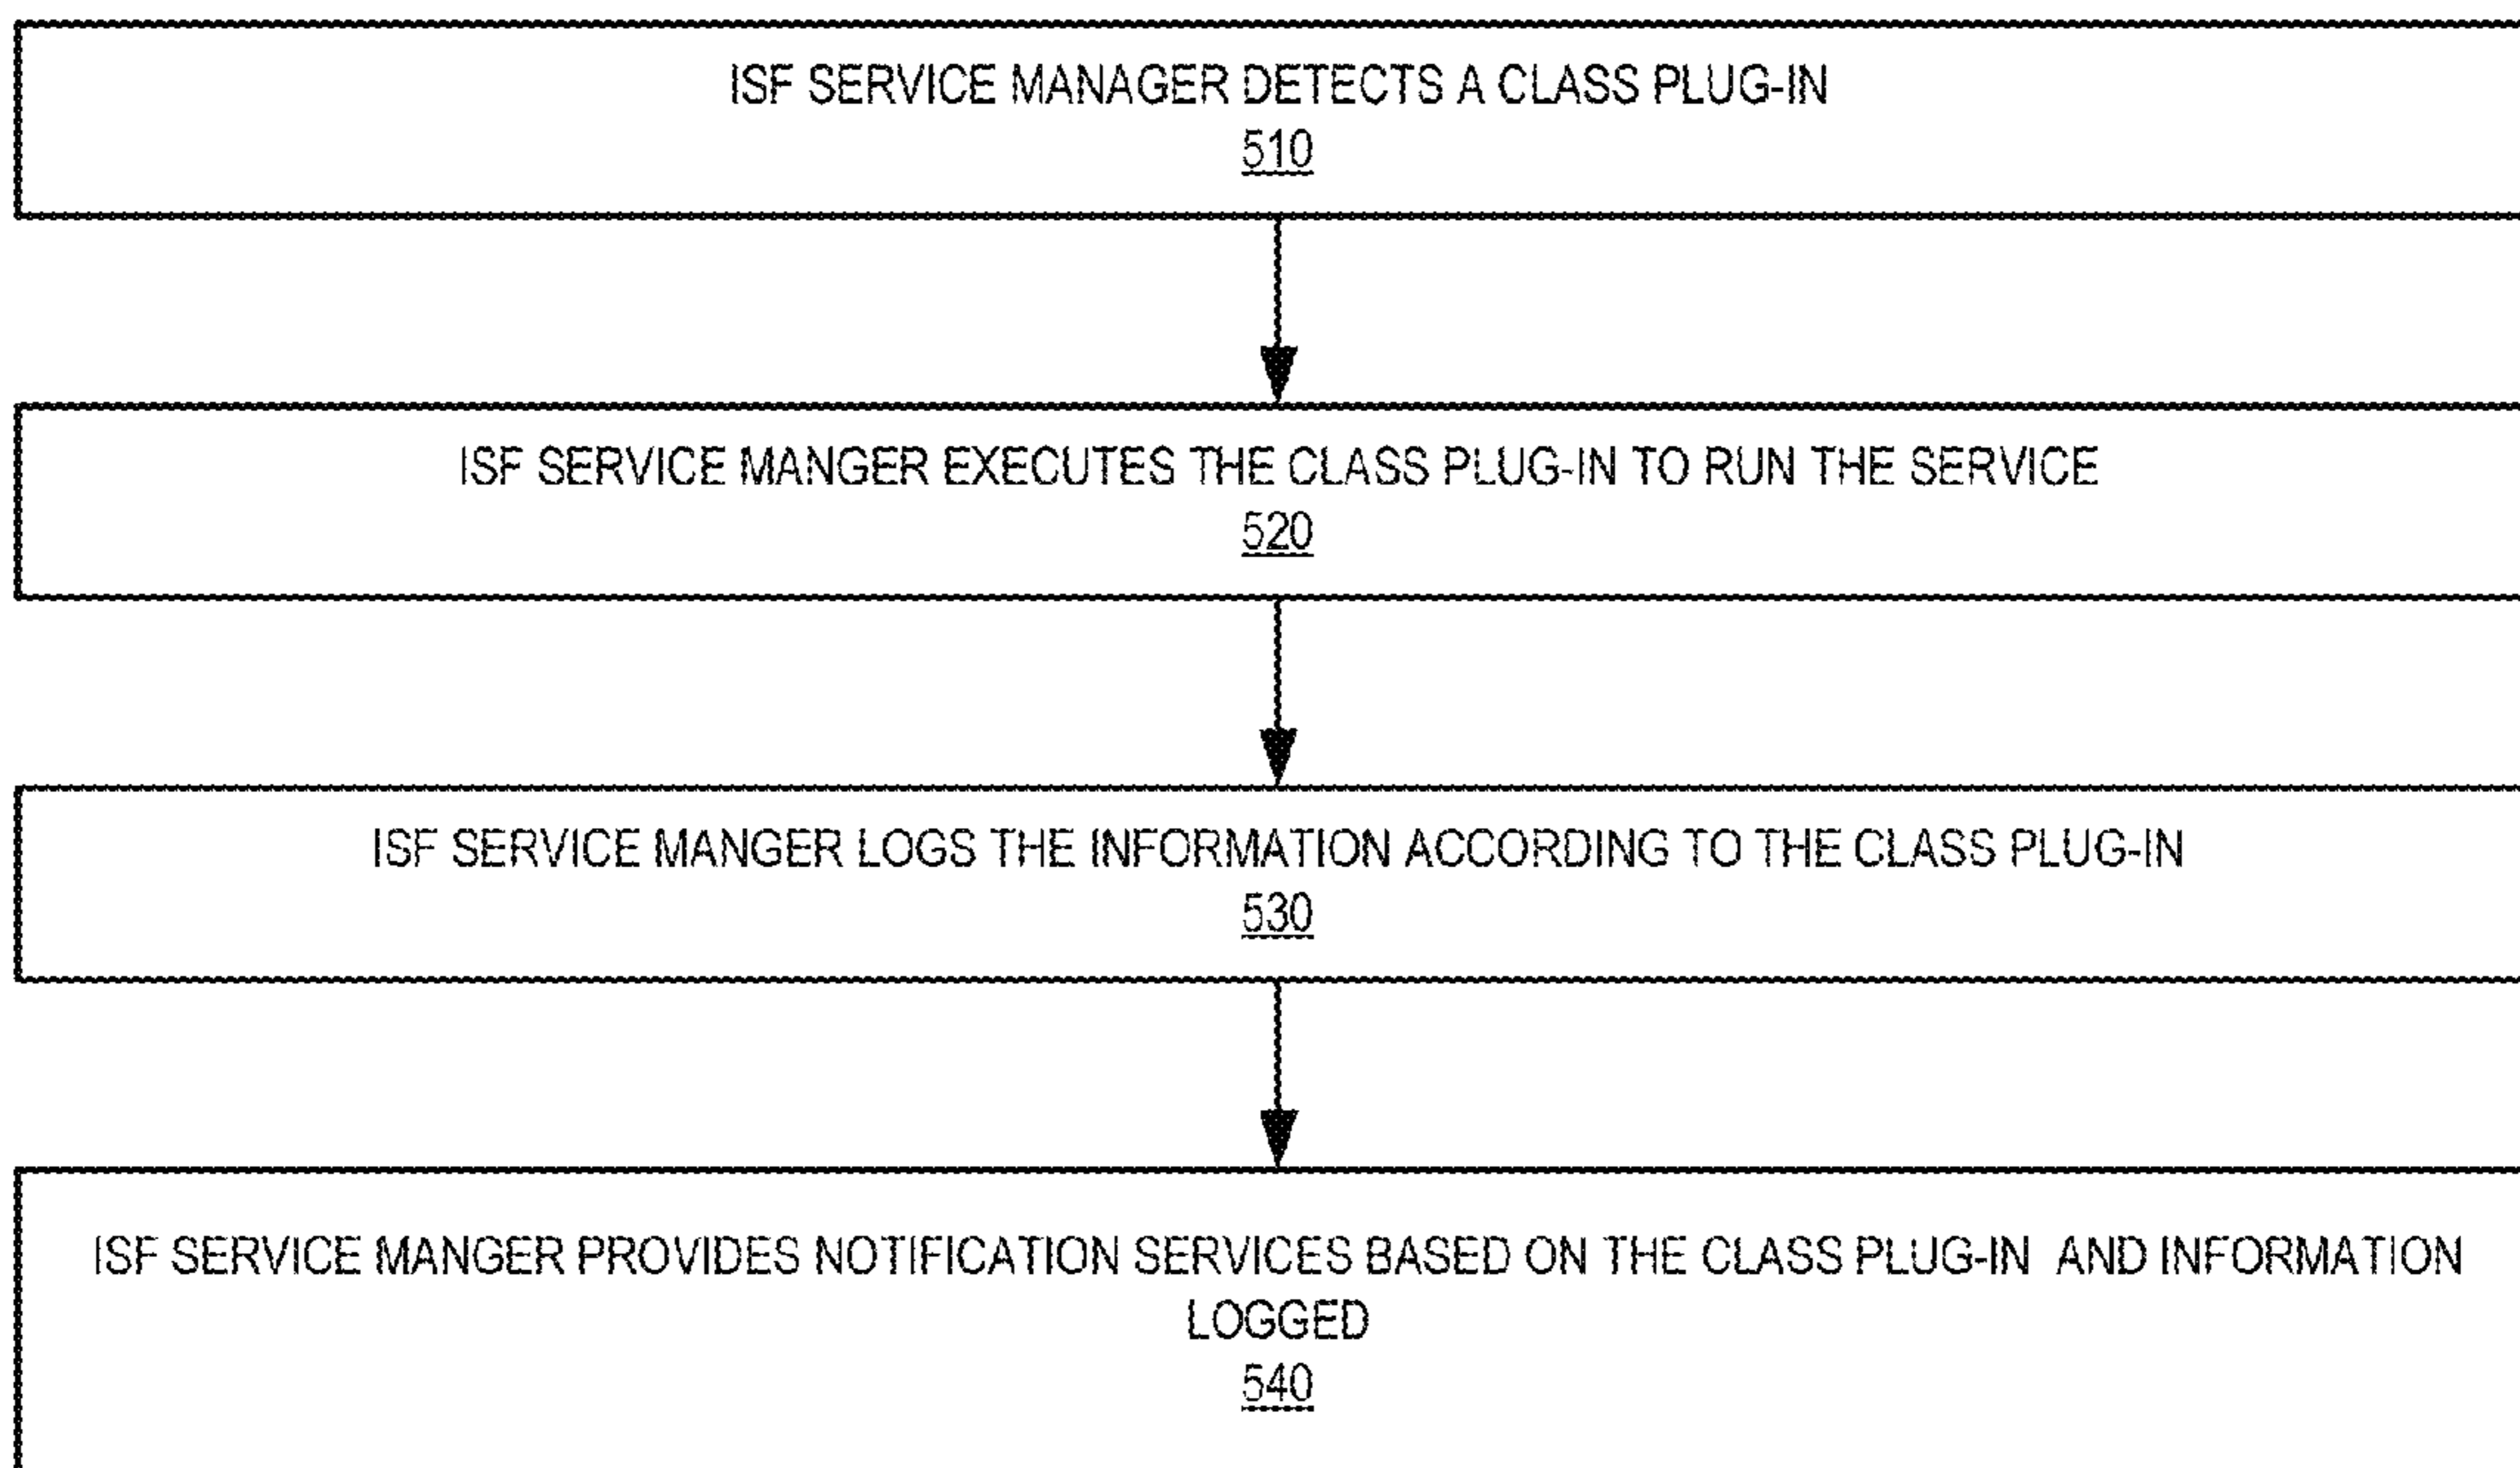 ISF SERVICE MANAGER DETECTS A CLASS PLUG-IN
510
ISF SERVICE MANGER EXECUTES THE CLASS PLUG-IN TO RUN THE SERVICE
520
ISF SERVICE MANGER LOGS THE INFORMATION ACCORDING TO THE CLASS PLUG-IN
530
ISF SERVICE MANGER PROVIDES NOTIFICATION SERVICES BASED ON THE CLASS PLUG-IN AND INFORMATION
LOGGED
540